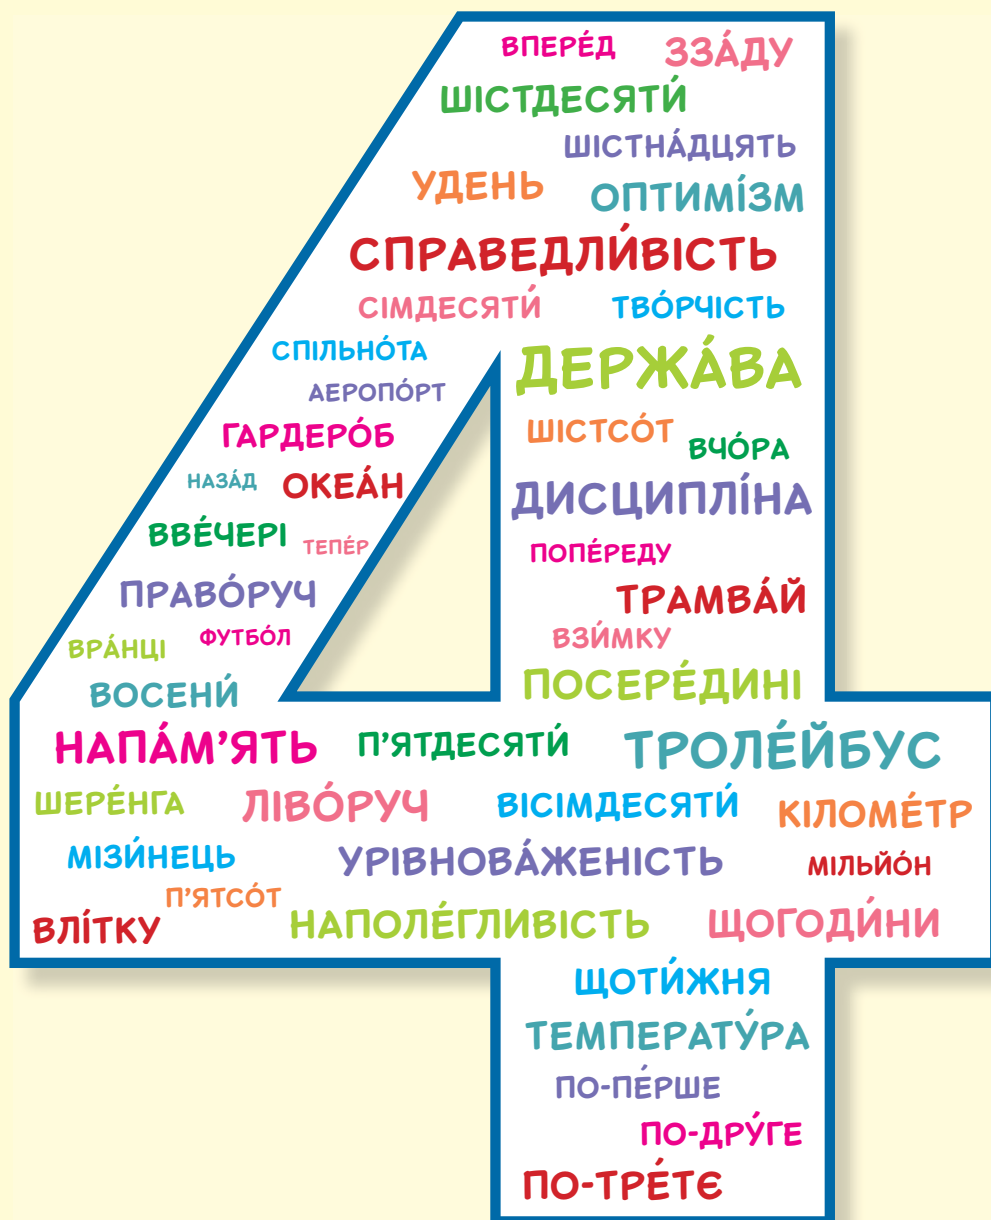 ВПЕРЕ́Д ЗЗА́ДУ
ШІСТДЕСЯТИ́
ШІСТНА́ДЦЯТЬ
УДЕНЬ ОПТИМІ́ЗМ
СПРАВЕДЛИ́ВІСТЬ
СІМДЕСЯТИ́ ТВО́РЧІСТЬ
СПІЛЬНО́ТА ДЕРЖА́ВА
АЕРОПО́РТ
ГАРДЕРО́Б ШІСТСО́Т
ВЧО́РА
НАЗА́Д ОКЕА́Н ДИСЦИПЛІ́НА
ВВЕ́ЧЕРІ ТЕПЕ́Р ПОПЕ́РЕДУ
ПРАВО́РУЧ ТРАМВА́Й
ВРА́НЦІ ФУТБО́Л ВЗИ́МКУ
ВОСЕНИ́ ПОСЕРЕ́ДИНІ
НАПА́М’ЯТЬ П’ЯТДЕСЯТИ́ ТРОЛЕ́ЙБУС
ШЕРЕ́НГА ЛІВО́РУЧ ВІСІМДЕСЯТИ́ КІЛОМЕ́ТР
МІЗИ́НЕЦЬ УРІВНОВА́ЖЕНІСТЬ МІЛЬЙО́Н
П’ЯТСО́Т
ВЛІ́ТКУ НАПОЛЕ́ГЛИВІСТЬ ЩОГОДИ́НИ
ЩОТИ́ЖНЯ
ТЕМПЕРАТУ́РА
ПО-ПЕ́РШЕ
ПО-ДРУ́ГЕ
ПО-ТРЕ́ТЄ